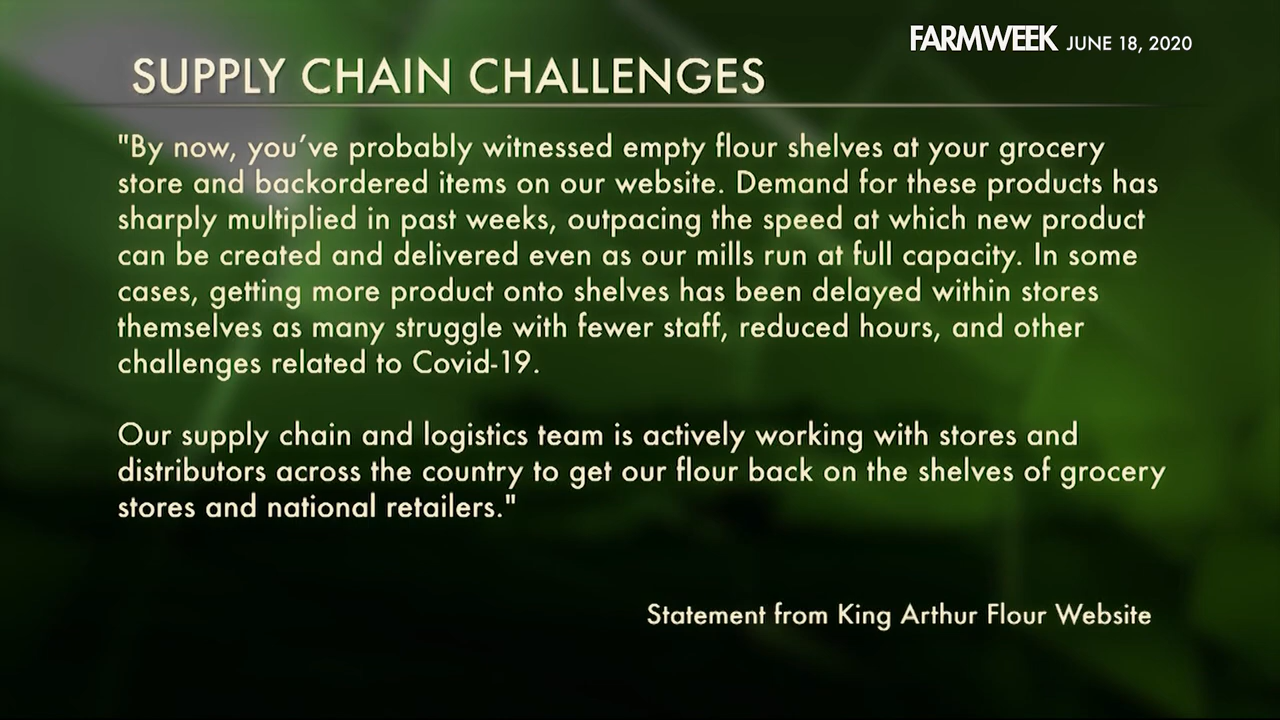 FARMWEEK JUNE 18, 2020
SUPPLY CHAIN CHALLENGES
"By now, you’ve probably witnessed empty flour shelves at your grocery
store and backordered items on our website. Demand for these products has
sharply multiplied in past weeks, outpacing the speed at which new product
can be created and delivered even as our mills run at full capacity. In some
cases, getting more product onto shelves has been delayed within stores
themselves as many struggle with fewer staff, reduced hours, and other
challenges related to Covid-19.
Our supply chain and logistics team is actively working with stores and
distributors across the country to get our flour back on the shelves of grocery
stores and national retailers."
Statement from King Arthur Flour Website